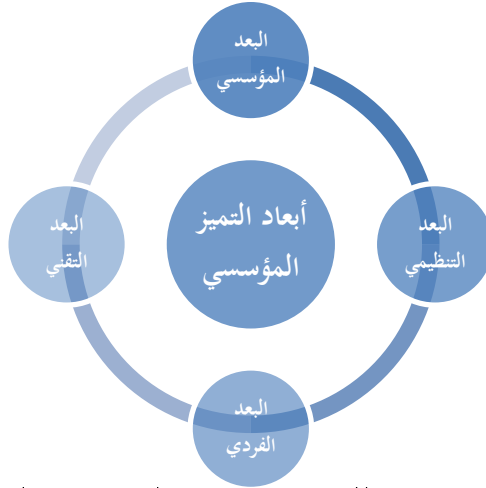 البعد
المؤسسي
أبعاد التميز
المؤسسي
البعد
التنظيمي
البعد
الفردي
البعد
التقني